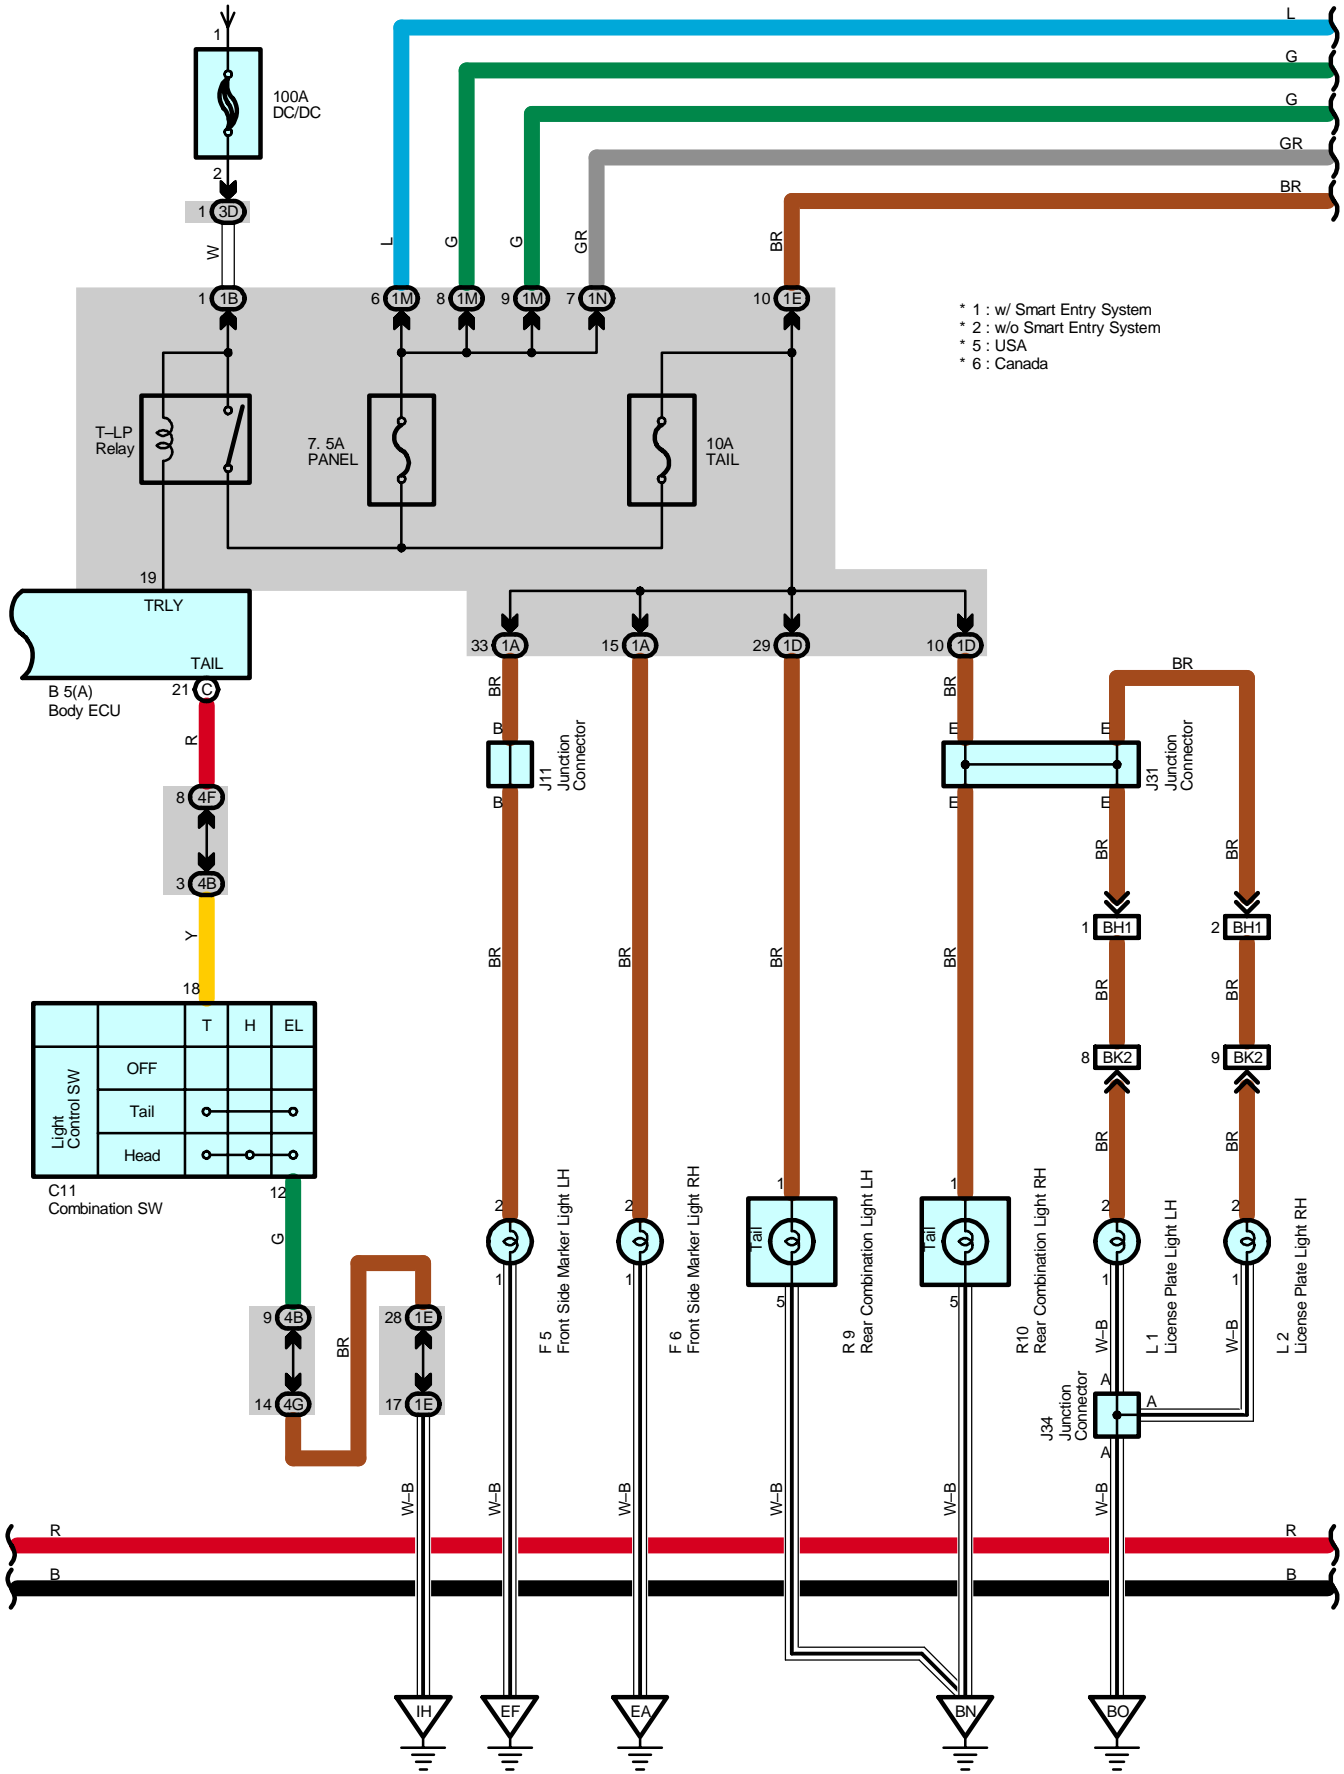 L
1
G
100A
DC/DC
G
GR
2
BR
1 3D
W
L
G
G
GR
BR
1 1B
6 1M
8 1M
9 1M
7 1N
10 1E
* 1 : w/ Smart Entry System
* 2 : w/o Smart Entry System
* 5 : USA
* 6 : Canada
T–LP
Relay
7. 5A
PANEL
10A
TAIL
19
TRLY
TAIL
33 1A
15 1A
29 1D
10 1D
BR
B 5(A)
Body ECU
21 C
BR
BR
R
B
E
E
J11
Junction
Connector
J31
Junction
Connector
8 4F
B
E
E
BR
BR
3 4B
1 BH1
2 BH1
Y
BR
BR
BR
BR
BR
BR
18
T
H
EL
Light
Control SW
OFF
Tail
Head
8 BK2
9 BK2
BR
BR
C11
Combination SW
12
G
2
2
1
1
2
2
Tail
Tail
1
1
5
5
1
1
F 5
Front Side Marker Light LH
F 6
Front Side Marker Light RH
R 9
Rear Combination Light LH
R10
Rear Combination Light RH
L 1
License Plate Light LH
L 2
License Plate Light RH
9 4B
28 1E
BR
W–B
W–B
14 4G
17 1E
A
A
A
J34
Junction
Connector
W–B
W–B
W–B
W–B
W–B
W–B
R
R
B
B
IH
EF
EA
BN
BO